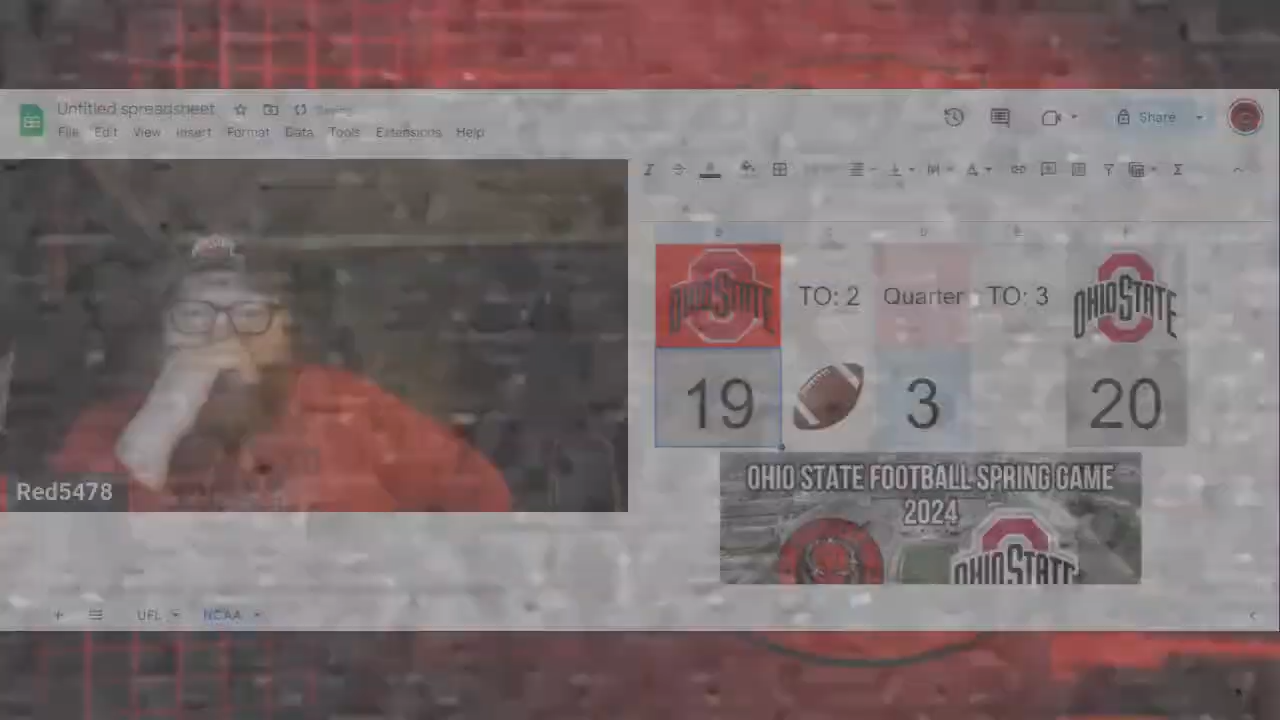 Untitled spreadsheet
File Edit View Insert Format Data Tools Extensions Help
Share
OHIO STATE
TO: 2
Quarter
TO: 3
OHIO STATE
19
3
20
OHIO STATE FOOTBALL SPRING GAME
2024
OHIO STATE
Red5478
UFL
NCAA